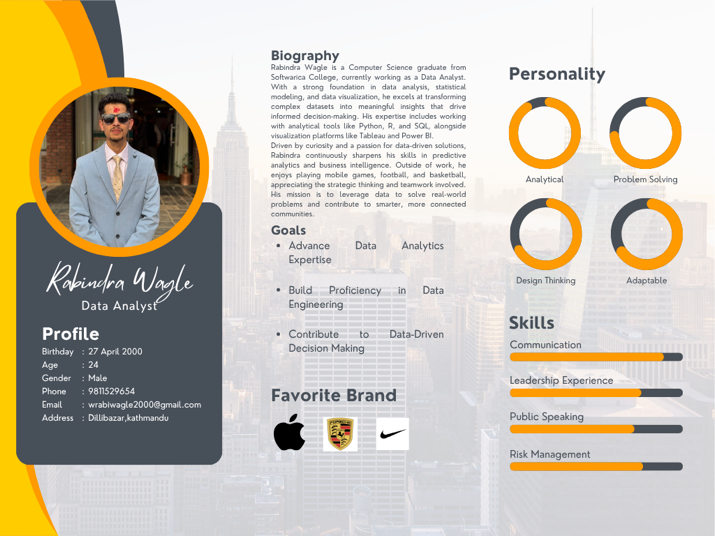 Rabindra Wagle
Data Analyst
Profile
Birthday : 27 April 2000
Age : 24
Gender : Male
Phone : 9811529654
Email : wrabiwagle2000@gmail.com
Address : Dillibazar,kathmandu
Biography
Rabindra Wagle is a Computer Science graduate from
Softwarica College, currently working as a Data Analyst.
With a strong foundation in data analysis, statistical
modeling, and data visualization, he excels at transforming
complex datasets into meaningful insights that drive
informed decision-making. His expertise includes working
with analytical tools like Python, R, and SQL, alongside
visualization platforms like Tableau and Power BI.
Driven by curiosity and a passion for data-driven solutions,
Rabindra continuously sharpens his skills in predictive
analytics and business intelligence. Outside of work, he
enjoys playing mobile games, football, and basketball,
appreciating the strategic thinking and teamwork involved.
His mission is to leverage data to solve real-world
problems and contribute to smarter, more connected
communities.
Goals
• Advance Data Analytics
Expertise
• Build Proficiency in Data
Engineering
• Contribute to Data-Driven
Decision Making
Favorite Brand
Personality
Analytical
Problem Solving
Design Thinking
Adaptable
Skills
Communication
Leadership Experience
Public Speaking
Risk Management